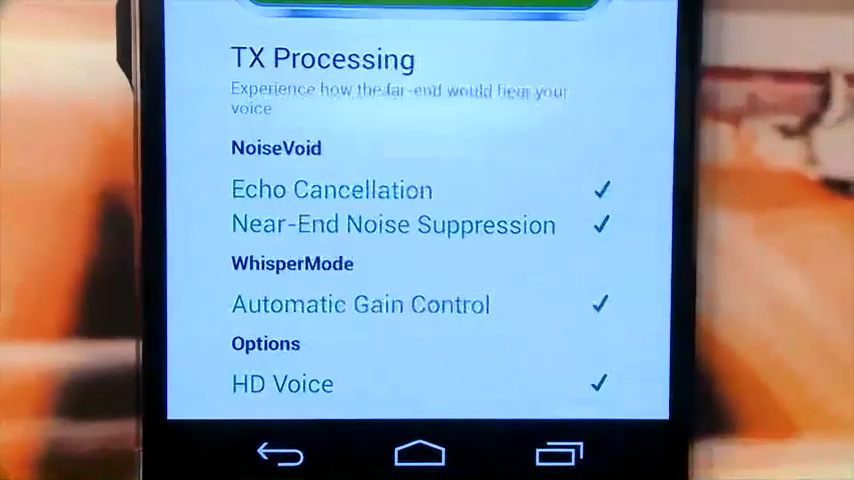 TX Processing
Experience how the far-end would hear your
voice
NoiseVoid
Echo Cancellation
Near-End Noise Suppression
WhisperMode
Automatic Gain Control
Options
HD Voice